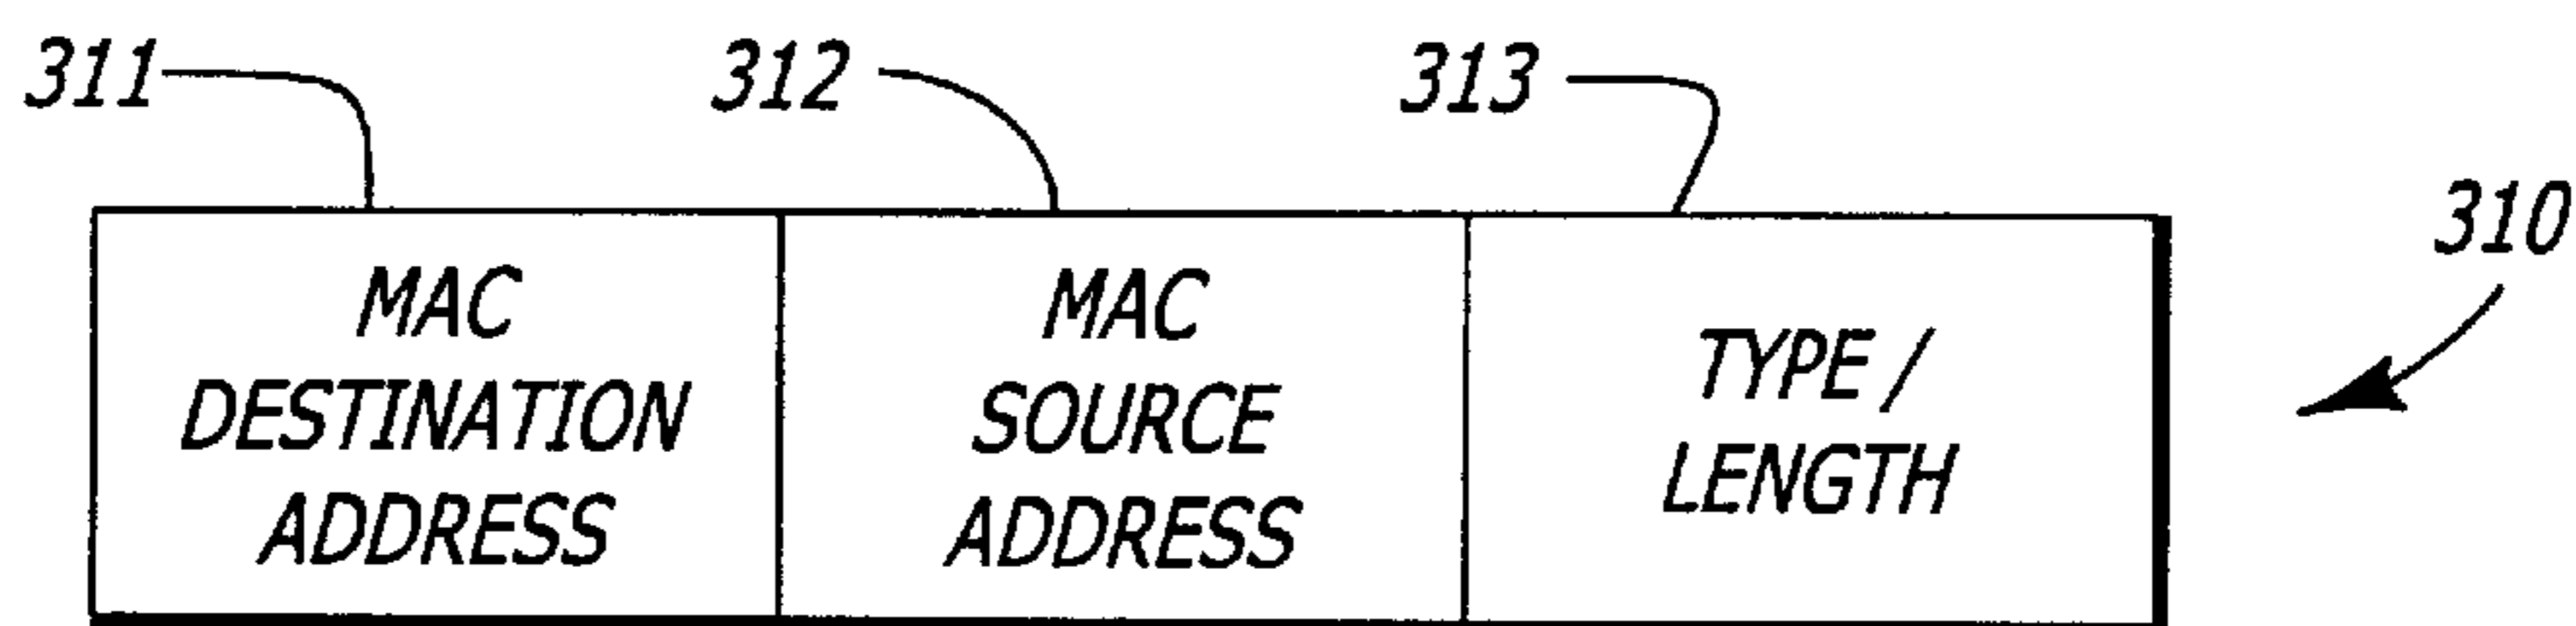 311
312
313
310
MAC
DESTINATION
ADDRESS
MAC
SOURCE
ADDRESS
TYPE /
LENGTH